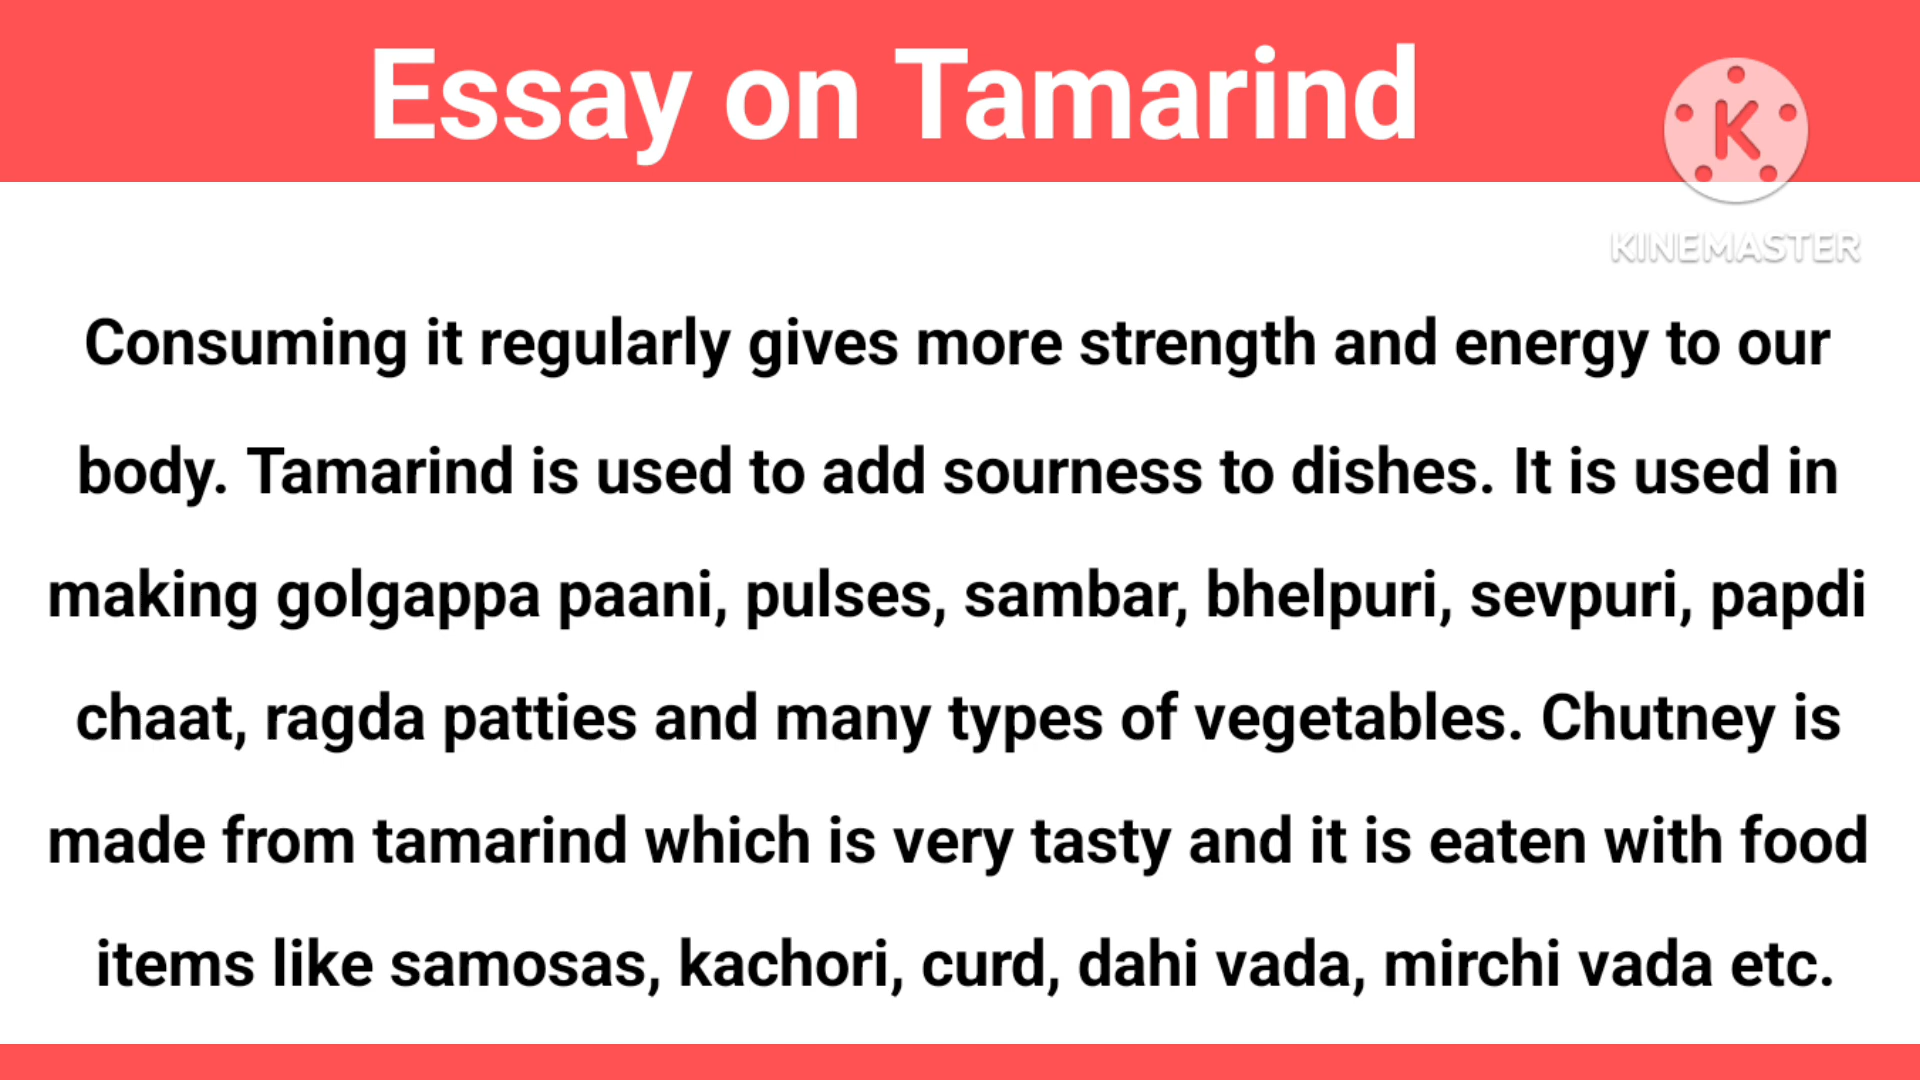 Essay on Tamarind
K
KINEMASTER
Consuming it regularly gives more strength and energy to our
body. Tamarind is used to add sourness to dishes. It is used in
making golgappa paani, pulses, sambar, bhelpuri, sevpuri, papdi
chaat, ragda patties and many types of vegetables. Chutney is
made from tamarind which is very tasty and it is eaten with food
items like samosas, kachori, curd, dahi vada, mirchi vada etc.